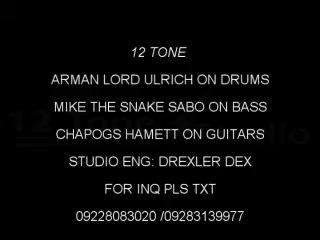 12 TONE
ARMAN LORD ULRICH ON DRUMS
MIKE THE SNAKE SABO ON BASS
CHAPOGS HAMETT ON GUITARS
STUDIO ENG: DREXLER DEX
FOR INQ PLS TXT
09228083020 /09283139977